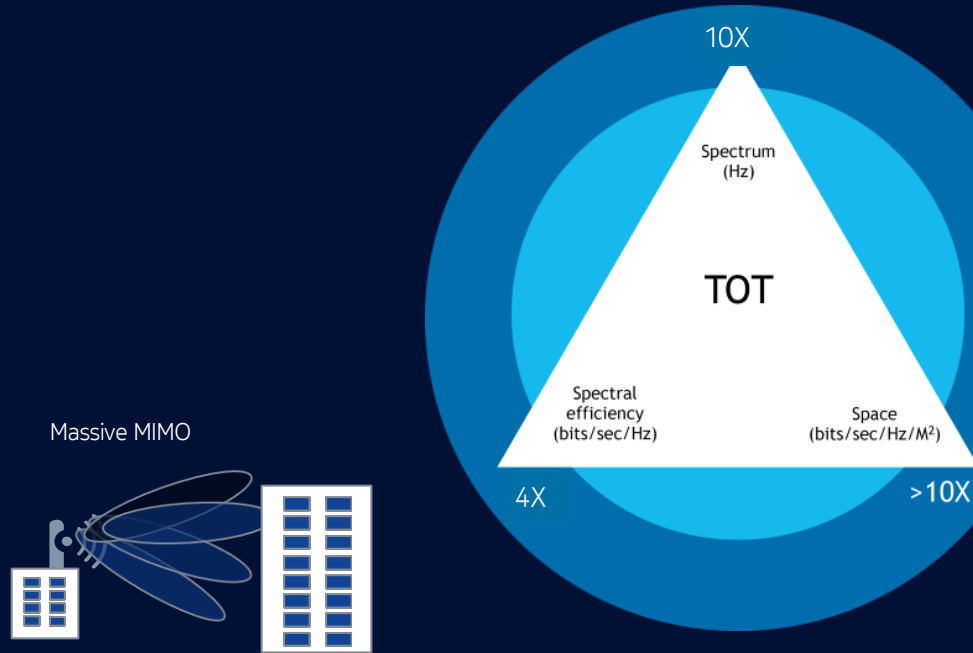 10X
Spectrum
(Hz)
TOT
Spectral
efficiency
(bits/sec/Hz)
Space
(bits/sec/Hz/M²)
Massive MIMO
4X
>10X